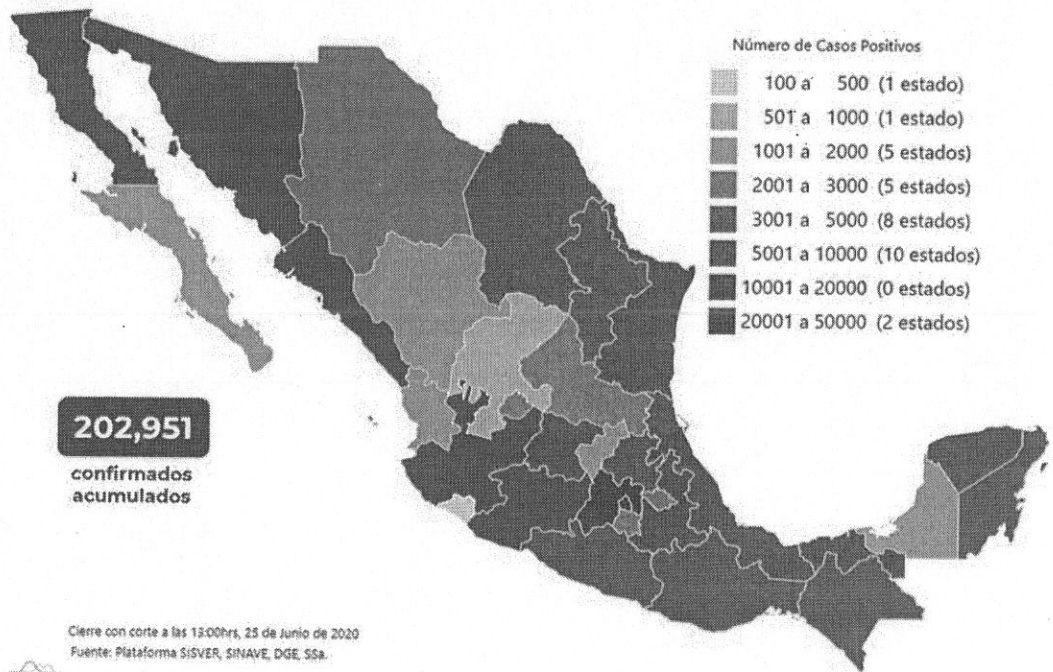 Número de Casos Positivos
100 a 500 (1 estado)
501 a 1000 (1 estado)
1001 a 2000 (5 estados)
2001 a 3000 (5 estados)
3001 a 5000 (8 estados)
5001 a 10000 (10 estados)
10001 a 20000 (0 estados)
20001 a 50000 (2 estados)
202,951
confirmados
acumulados
Cierre con corte a las 13:00hrs, 25 de Junio de 2020
Fuente: Plataforma SISVER, SINAVE, DGE, SSa.